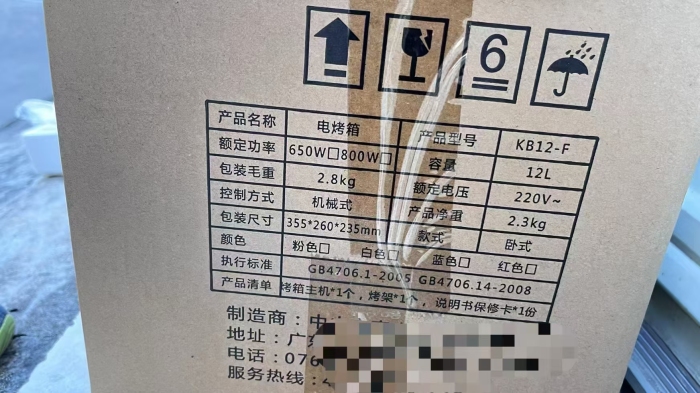 6
产品名称 电烤箱 产品型号 KB12-F
额定功率 650W□800W□ 容量 12L
包装毛重 2.8kg 额定电压 220V~
控制方式 机械式 产品净重 2.3kg
包装尺寸 355*260*235mm 款式 卧式
颜色 粉色□ 白色□ 蓝色□ 红色□
执行标准 GB4706.1-2005 GB4706.14-2008
产品清单 烤箱主机*1个，烤架*1个，说明书保修卡*1份
制造商：中
地址：广
电话：076
服务热线：4